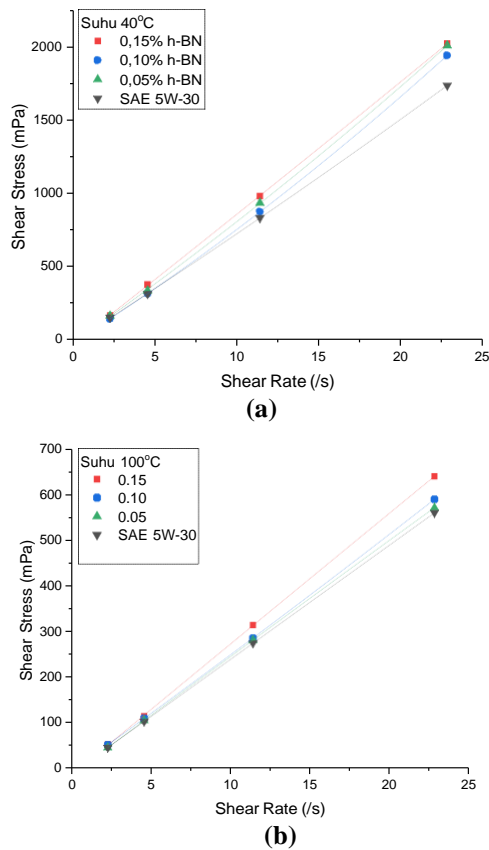 Suhu 40°C
0,15% h-BN
0,10% h-BN
0,05% h-BN
SAE 5W-30
2000
1500
1000
500
0
Shear Stress (mPa)
0 5 10 15 20 25
Shear Rate (/s)
(a)
Suhu 100°C
0.15
0.10
0.05
SAE 5W-30
700
600
500
400
300
200
100
0
Shear Stress (mPa)
0 5 10 15 20 25
Shear Rate (/s)
(b)